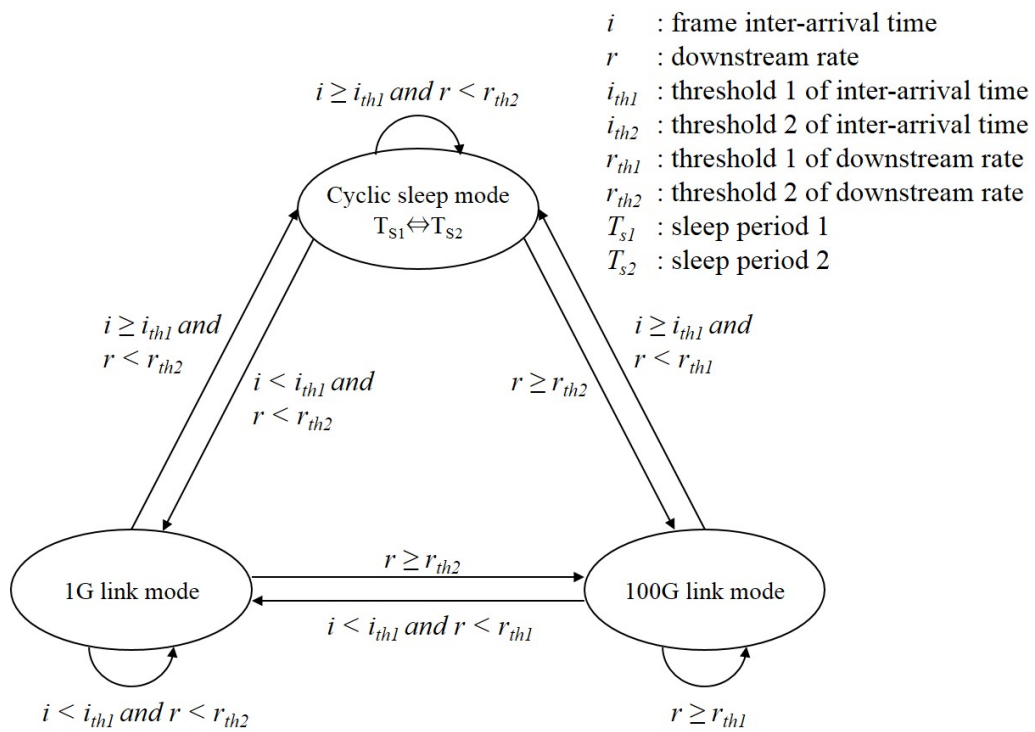 i : frame inter-arrival time
r : downstream rate
i_th1 : threshold 1 of inter-arrival time
i_th2 : threshold 2 of inter-arrival time
r_th1 : threshold 1 of downstream rate
r_th2 : threshold 2 of downstream rate
T_s1 : sleep period 1
T_s2 : sleep period 2
i ≥ i_th1 and r < r_th2
Cyclic sleep mode
T_S1⇔T_S2
i ≥ i_th1 and
r < r_th2
i < i_th1 and
r < r_th2
r ≥ r_th2
i ≥ i_th1 and
r < r_th1
1G link mode
r ≥ r_th2
i < i_th1 and r < r_th1
100G link mode
i < i_th1 and r < r_th2
r ≥ r_th1